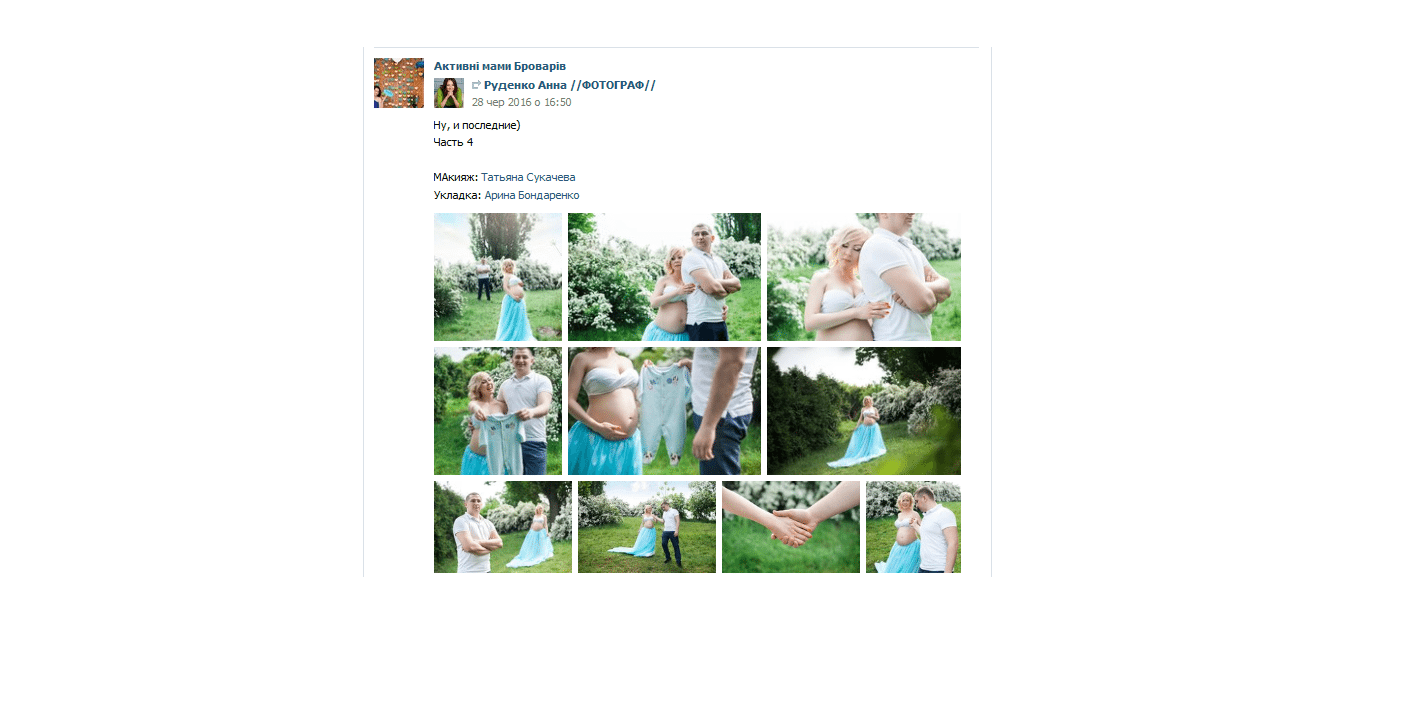 Активні мами Броварів
Руденко Анна //ФОТОГРАФ//
28 чер 2016 о 16:50
Ну, и последние)
Часть 4
МАкияж: Татьяна Сукачева
Укладка: Арина Бондаренко